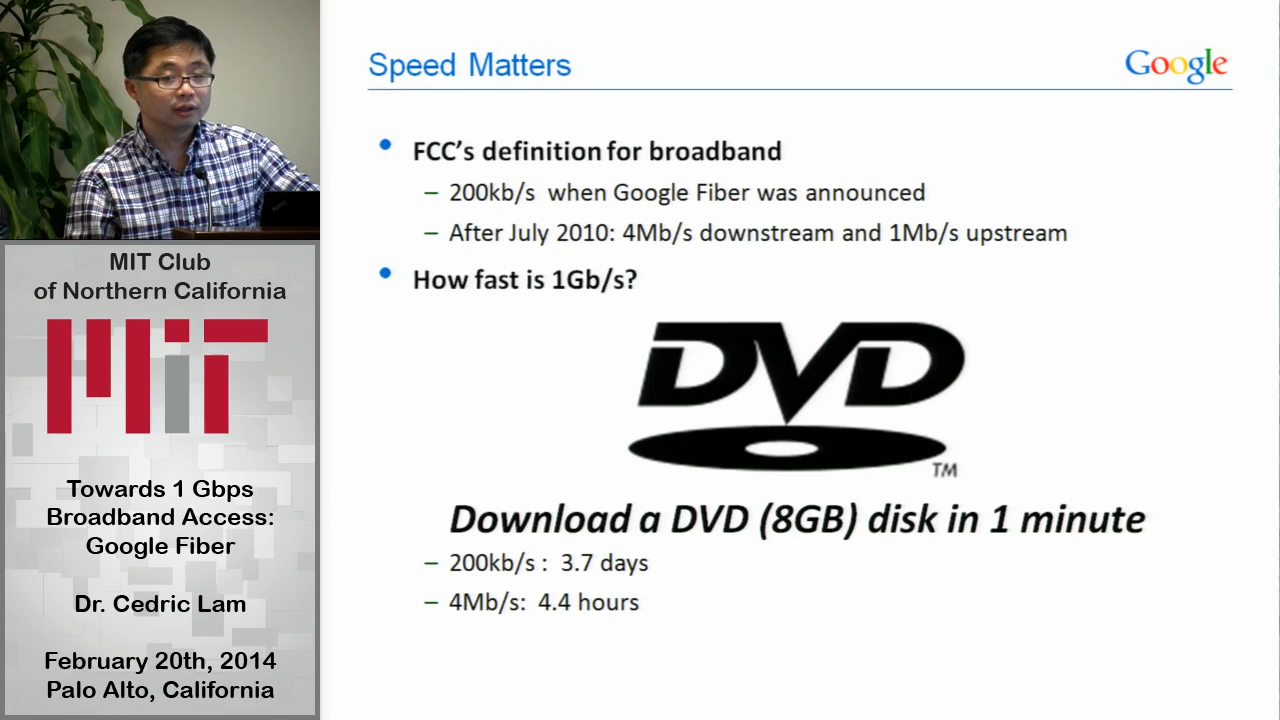 MIT Club
of Northern California
MIT
Towards 1 Gbps
Broadband Access:
Google Fiber
Dr. Cedric Lam
February 20th, 2014
Palo Alto, California
Speed Matters
Google
• FCC's definition for broadband
– 200kb/s when Google Fiber was announced
– After July 2010: 4Mb/s downstream and 1Mb/s upstream
• How fast is 1Gb/s?
DVD
TM
Download a DVD (8GB) disk in 1 minute
– 200kb/s : 3.7 days
– 4Mb/s: 4.4 hours